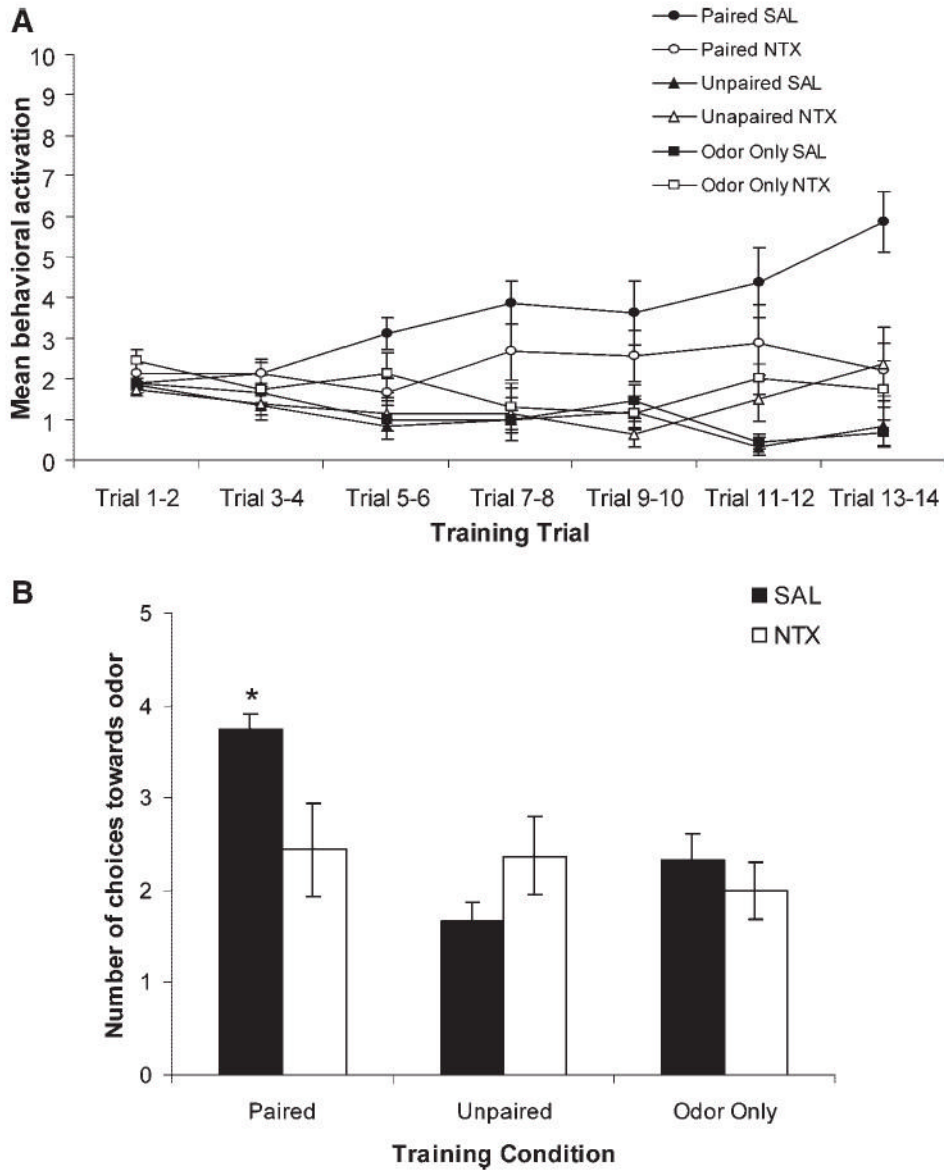 A
Paired SAL
Paired NTX
Unpaired SAL
Unapaired NTX
Odor Only SAL
Odor Only NTX
Mean behavioral activation
10
9
8
7
6
5
4
3
2
1
0
Trial 1-2 Trial 3-4 Trial 5-6 Trial 7-8 Trial 9-10 Trial 11-12 Trial 13-14
Training Trial
B
SAL
NTX
Number of choices towards odor
5
4
3
2
1
0
*
Paired Unpaired Odor Only
Training Condition